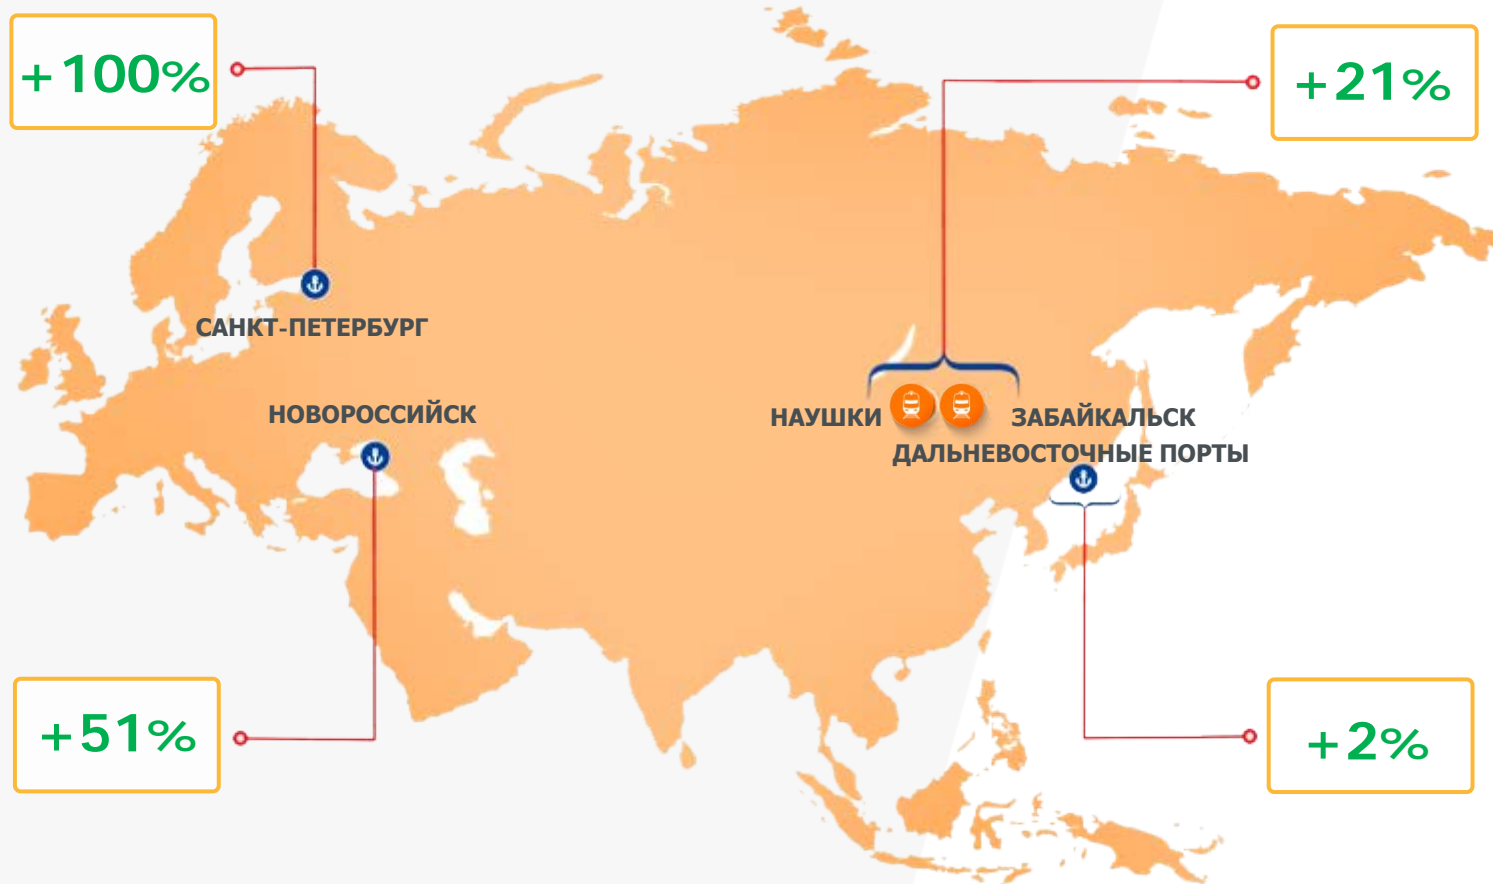 +100%
+21%
САНКТ-ПЕТЕРБУРГ
НОВОРОССИЙСК
НАУШКИ
ЗАБАЙКАЛЬСК
ДАЛЬНЕВОСТОЧНЫЕ ПОРТЫ
+51%
+2%